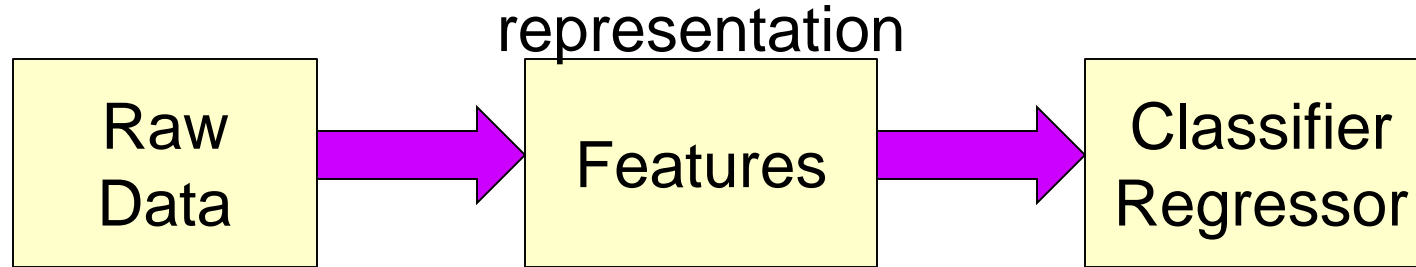 representation
Raw
Data
Features
Classifier
Regressor